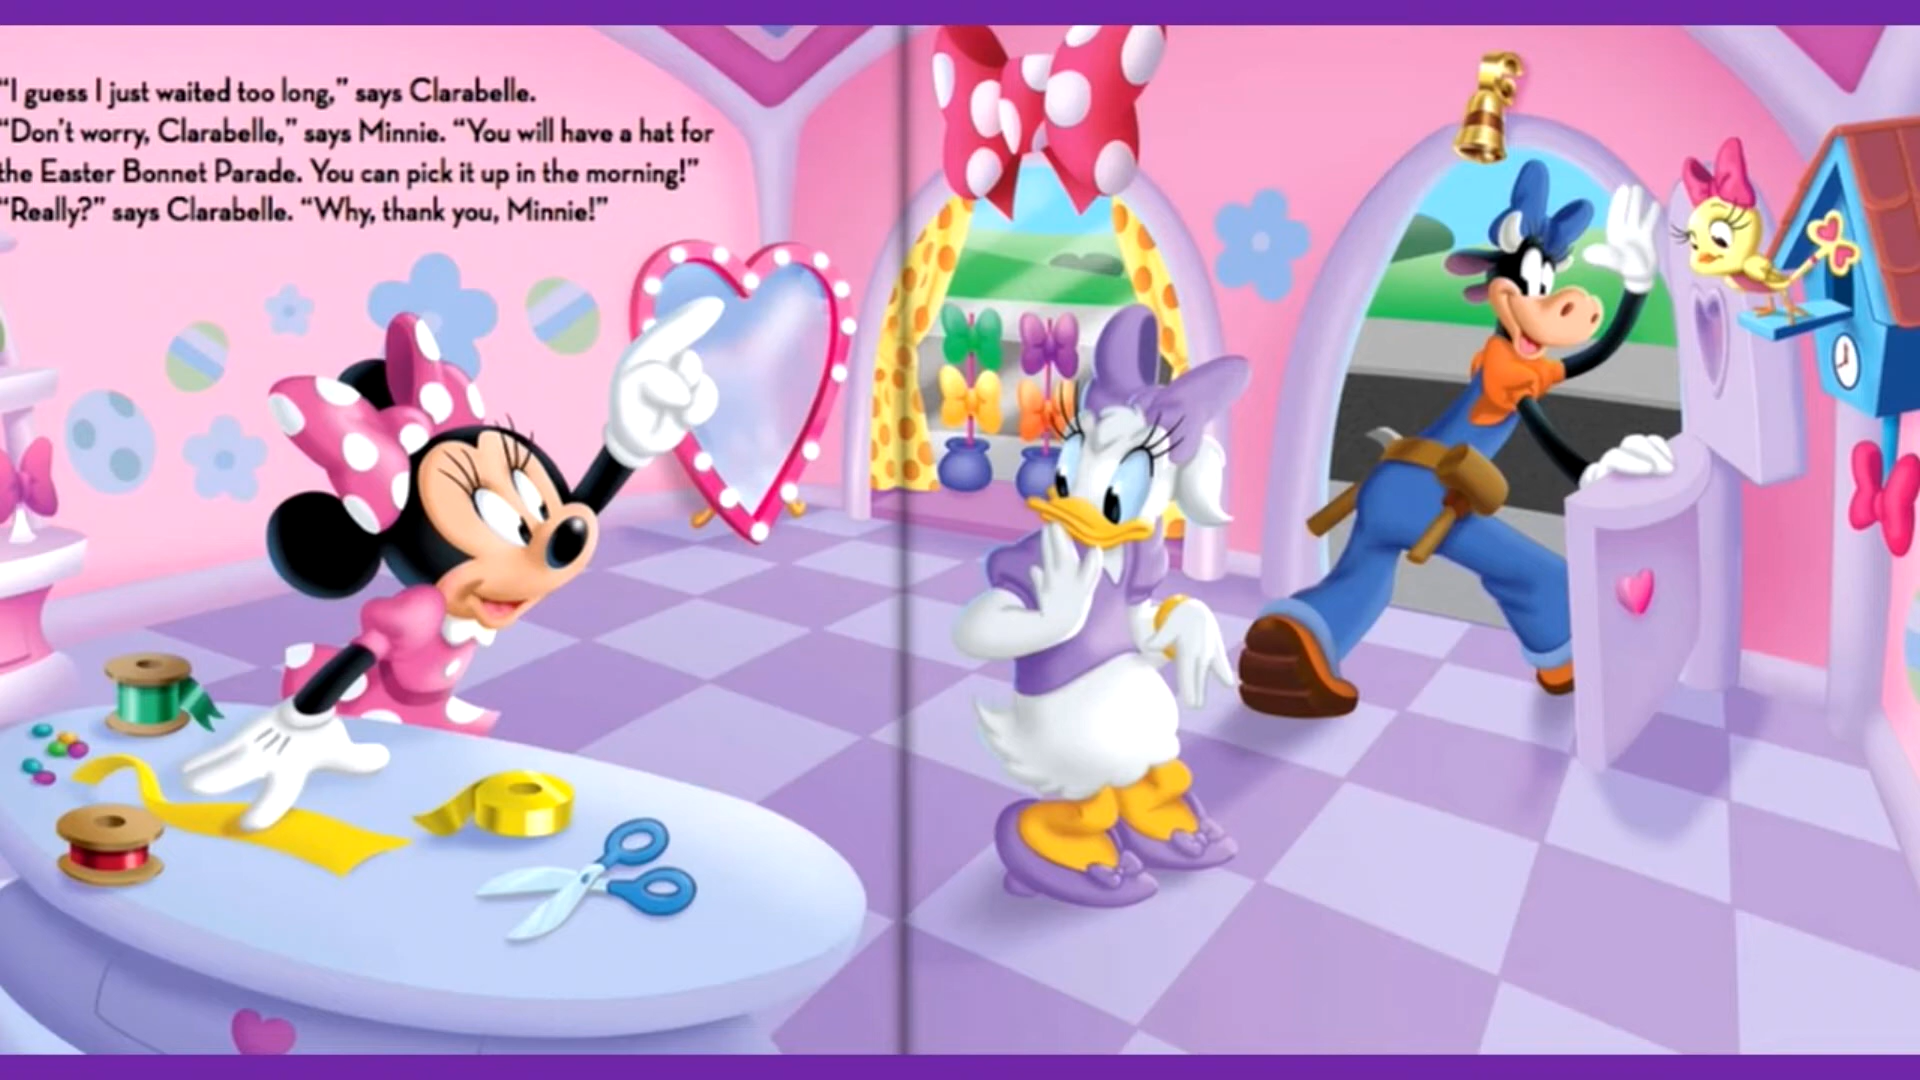 “I guess I just waited too long,” says Clarabelle.
“Don’t worry, Clarabelle,” says Minnie. “You will have a hat for
the Easter Bonnet Parade. You can pick it up in the morning!”
“Really?” says Clarabelle. “Why, thank you, Minnie!”